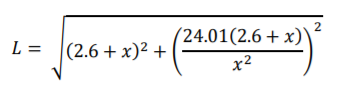 L = √((2.6 + x)² + (24.01(2.6 + x)/x²)²)